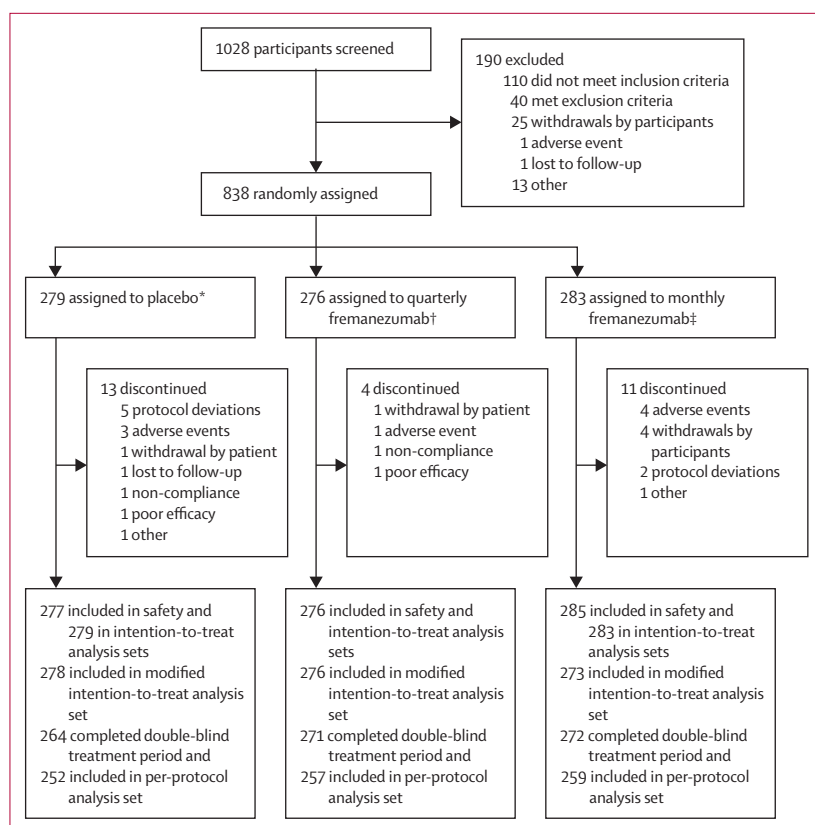 1028 participants screened
190 excluded
110 did not meet inclusion criteria
40 met exclusion criteria
25 withdrawals by participants
1 adverse event
1 lost to follow-up
13 other
838 randomly assigned
279 assigned to placebo*
276 assigned to quarterly
fremanezumab†
283 assigned to monthly
fremanezumab‡
13 discontinued
5 protocol deviations
3 adverse events
1 withdrawal by patient
1 lost to follow-up
1 non-compliance
1 poor efficacy
1 other
4 discontinued
1 withdrawal by patient
1 adverse event
1 non-compliance
1 poor efficacy
11 discontinued
4 adverse events
4 withdrawals by
participants
2 protocol deviations
1 other
277 included in safety and
279 in intention-to-treat
analysis sets
278 included in modified
intention-to-treat analysis
set
264 completed double-blind
treatment period and
252 included in per-protocol
analysis set
276 included in safety and
intention-to-treat
analysis sets
276 included in modified
intention-to-treat analysis
set
271 completed double-blind
treatment period and
257 included in per-protocol
analysis set
285 included in safety and
283 in intention-to-treat
analysis sets
273 included in modified
intention-to-treat analysis
set
272 completed double-blind
treatment period and
259 included in per-protocol
analysis set